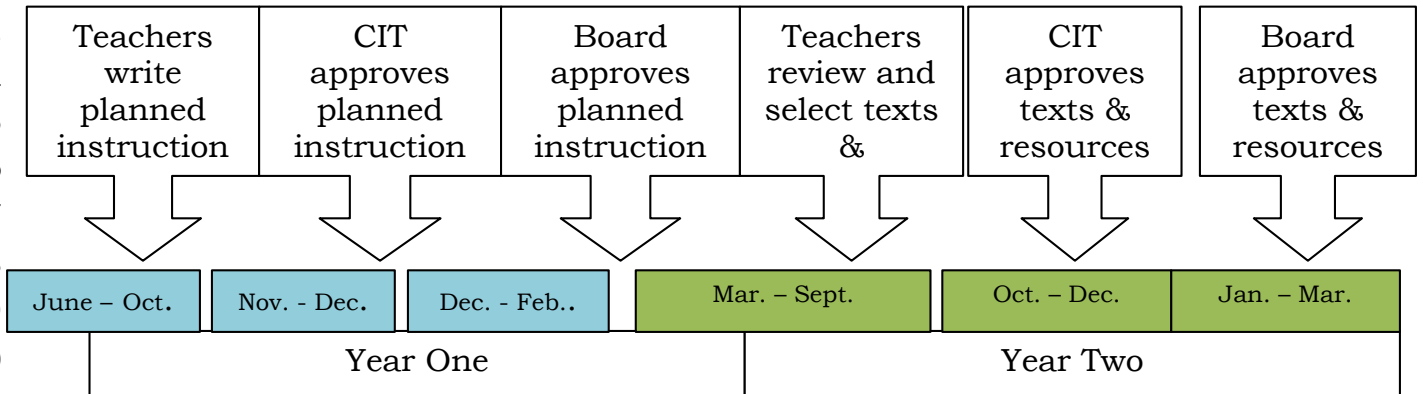 Teachers
write
planned
instruction
CIT
approves
planned
instruction
Board
approves
planned
instruction
Teachers
review and
select texts
&
CIT
approves
texts &
resources
Board
approves
texts &
resources
June – Oct.
Nov. - Dec.
Dec. - Feb..
Mar. – Sept.
Oct. – Dec.
Jan. – Mar.
Year One
Year Two